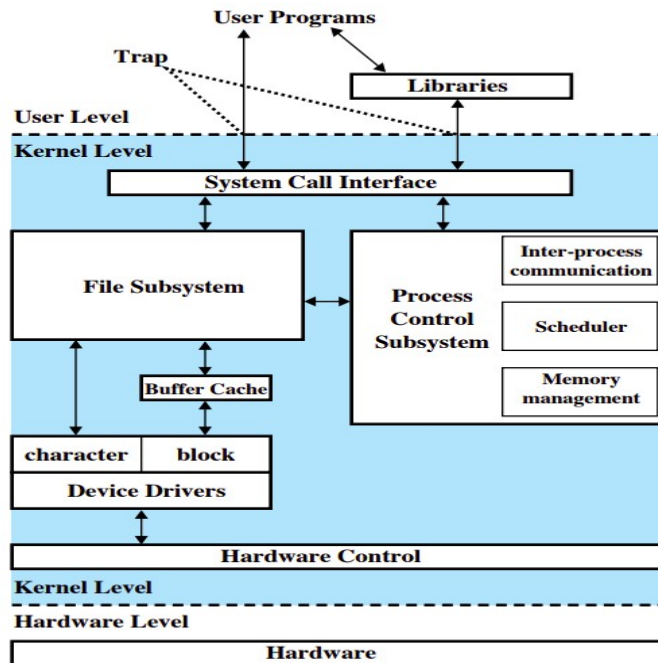 User Programs
Trap
Libraries
User Level
Kernel Level
System Call Interface
File Subsystem
Process
Control
Subsystem
Inter-process
communication
Scheduler
Memory
management
Buffer Cache
character
block
Device Drivers
Hardware Control
Kernel Level
Hardware Level
Hardware